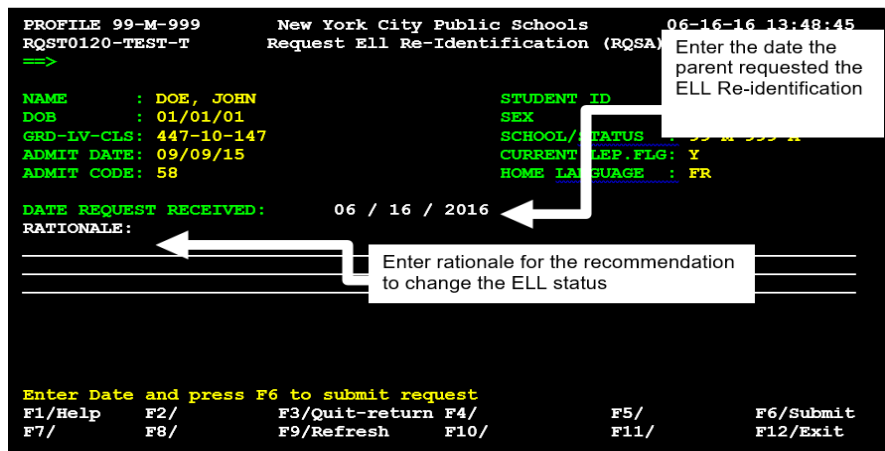 PROFILE 99-M-999 New York City Public Schools 06-16-16 13:48:45
RQST0120-TEST-T Request Ell Re-Identification (RQSA)
==>
Enter the date the
parent requested the
ELL Re-identification
NAME : DOE, JOHN STUDENT ID
DOB : 01/01/01 SEX
GRD-LV-CLS: 447-10-147 SCHOOL/STATUS :
ADMIT DATE: 09/09/15 CURRENT LEP.FLG: Y
ADMIT CODE: 58 HOME LANGUAGE : FR
DATE REQUEST RECEIVED: 06 / 16 / 2016
RATIONALE:
Enter rationale for the recommendation
to change the ELL status
Enter Date and press F6 to submit request
F1/Help F2/ F3/Quit-return F4/ F5/ F6/Submit
F7/ F8/ F9/Refresh F10/ F11/ F12/Exit